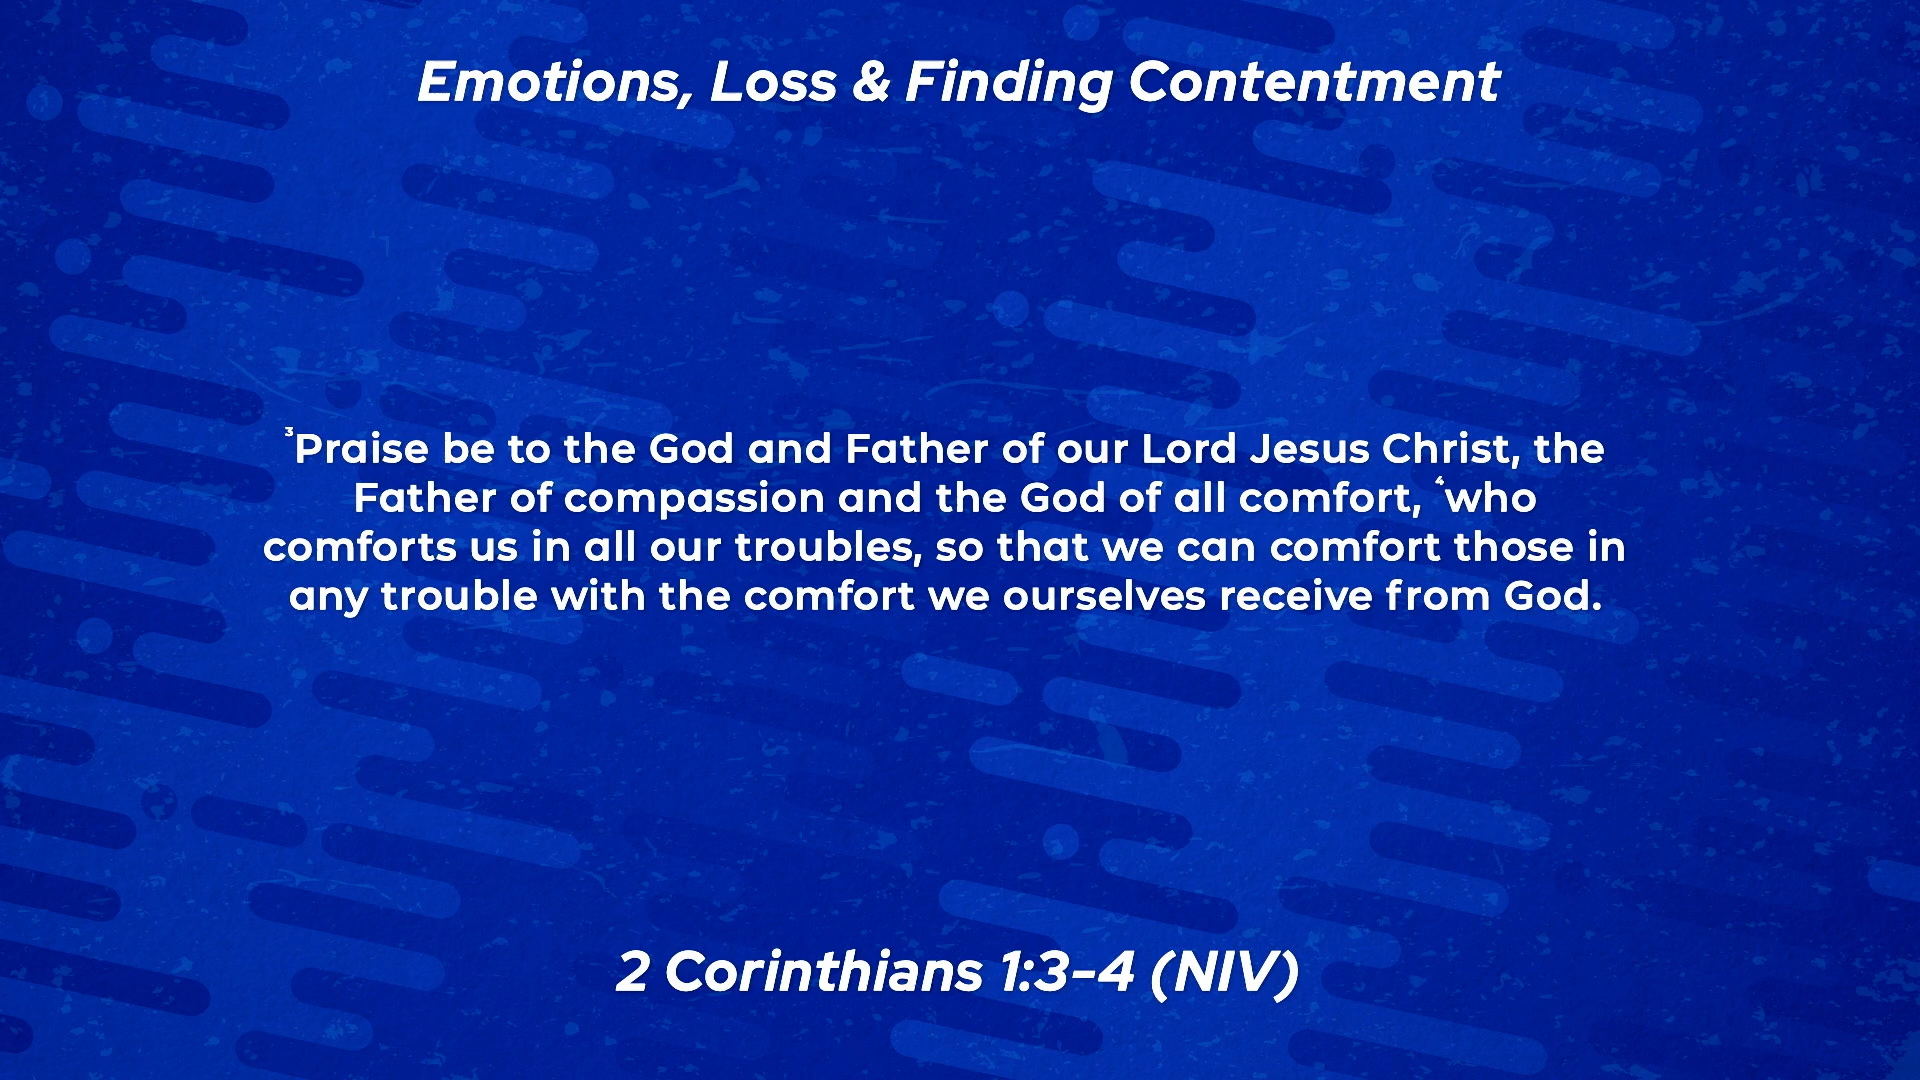 Emotions, Loss & Finding Contentment
³Praise be to the God and Father of our Lord Jesus Christ, the
Father of compassion and the God of all comfort, ⁴who
comforts us in all our troubles, so that we can comfort those in
any trouble with the comfort we ourselves receive from God.
2 Corinthians 1:3-4 (NIV)